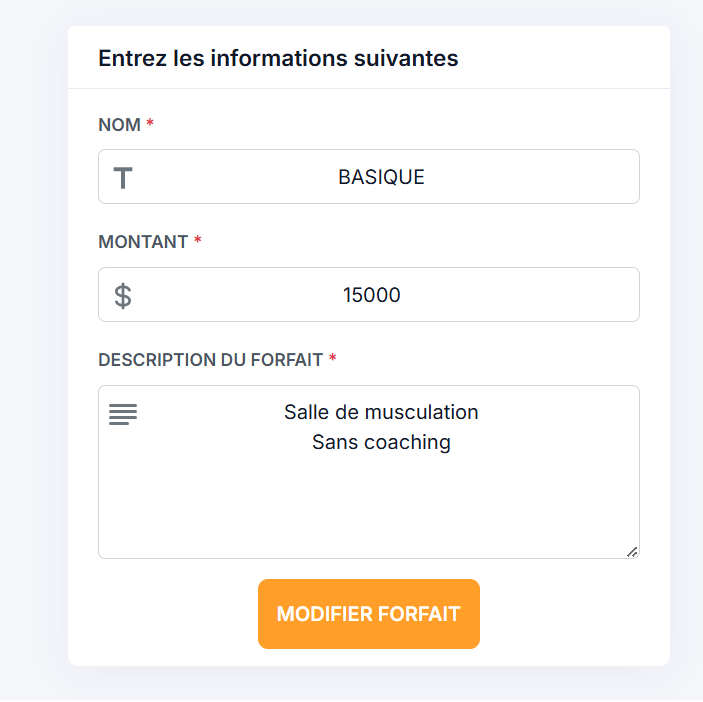 Entrez les informations suivantes
NOM *
BASIQUE
MONTANT *
$ 15000
DESCRIPTION DU FORFAIT *
Salle de musculation
Sans coaching
MODIFIER FORFAIT